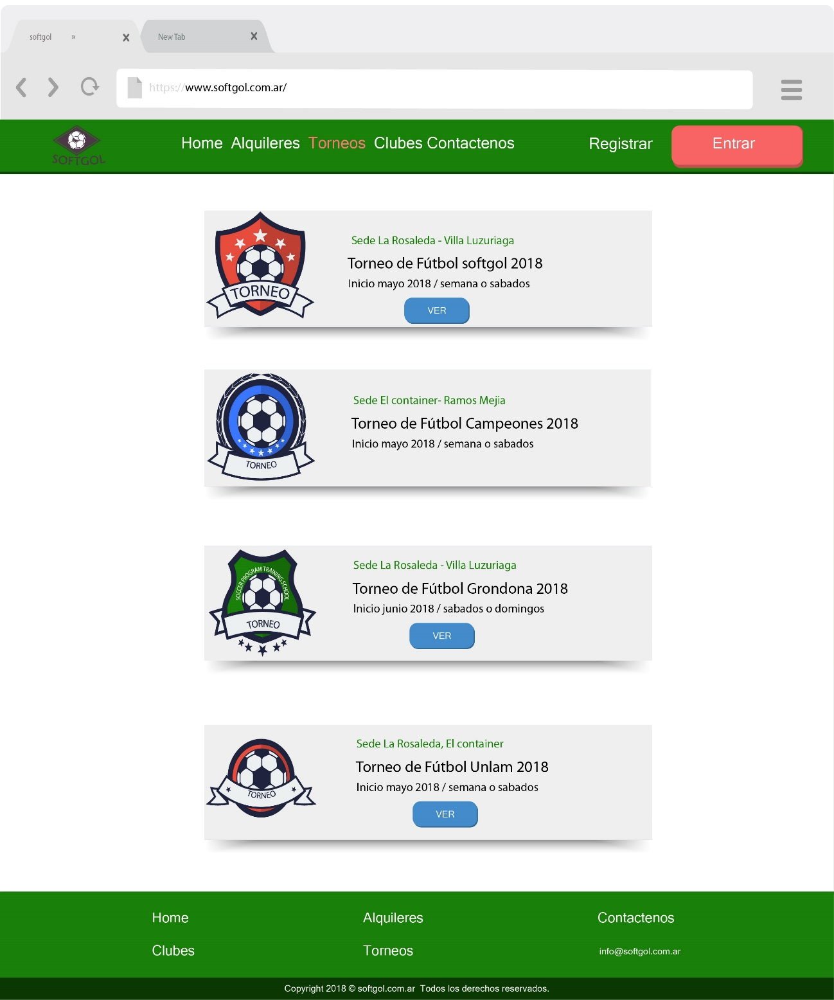 softgol »
x
New Tab
x
https://www.softgol.com.ar/
SOFTGOL
Home Alquileres Torneos Clubes Contactenos
Registrar
Entrar
Sede La Rosaleda - Villa Luzuriaga
Torneo de Fútbol softgol 2018
Inicio mayo 2018 / semana o sabados
VER
TORNEO
Sede El container- Ramos Mejia
Torneo de Fútbol Campeones 2018
Inicio mayo 2018 / semana o sabados
TORNEO
Sede La Rosaleda - Villa Luzuriaga
Torneo de Fútbol Grondona 2018
Inicio junio 2018 / sabados o domingos
VER
SOCCER PROGRAM TRAINING SCHOOL
TORNEO
Sede La Rosaleda, El container
Torneo de Fútbol Unlam 2018
Inicio mayo 2018 / semana o sabados
VER
TORNEO
Home
Alquileres
Contactenos
Clubes
Torneos
info@softgol.com.ar
Copyright 2018 © softgol.com.ar Todos los derechos reservados.